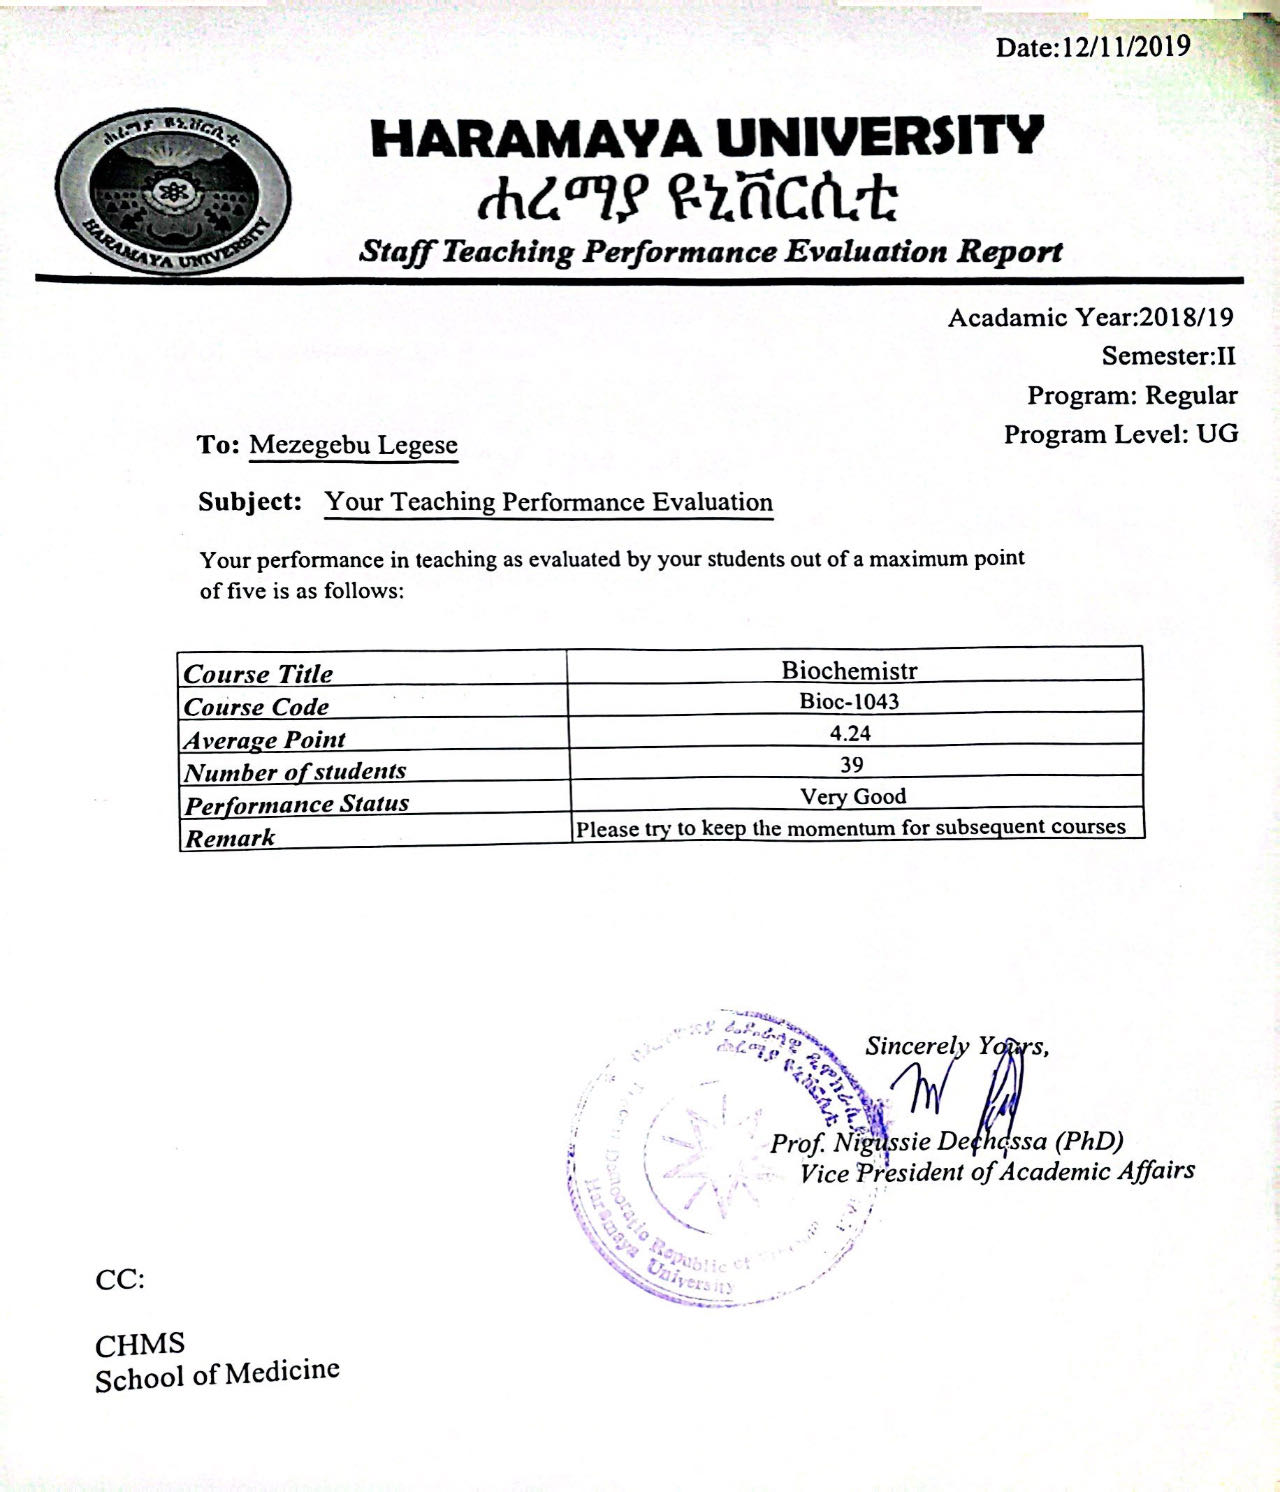 Date:12/11/2019
ሐረማያ ዩኒቨርሲቲ
HARAMAYA UNIVERSITY
HARAMAYA UNIVERSITY
ሐረማያ ዩኒቨርሲቲ
Staff Teaching Performance Evaluation Report
Acadamic Year:2018/19
Semester:II
Program: Regular
Program Level: UG
To: Mezegebu Legese
Subject: Your Teaching Performance Evaluation
Your performance in teaching as evaluated by your students out of a maximum point
of five is as follows:
Course Title Biochemistr
Course Code Bioc-1043
Average Point 4.24
Number of students 39
Performance Status Very Good
Remark Please try to keep the momentum for subsequent courses
Sincerely Yours,
Prof. Nigussie Dechassa (PhD)
Vice President of Academic Affairs
ሐረማያ ዩኒቨርሲቲ
Democratic Republic of
Haramaya University
CC:
CHMS
School of Medicine